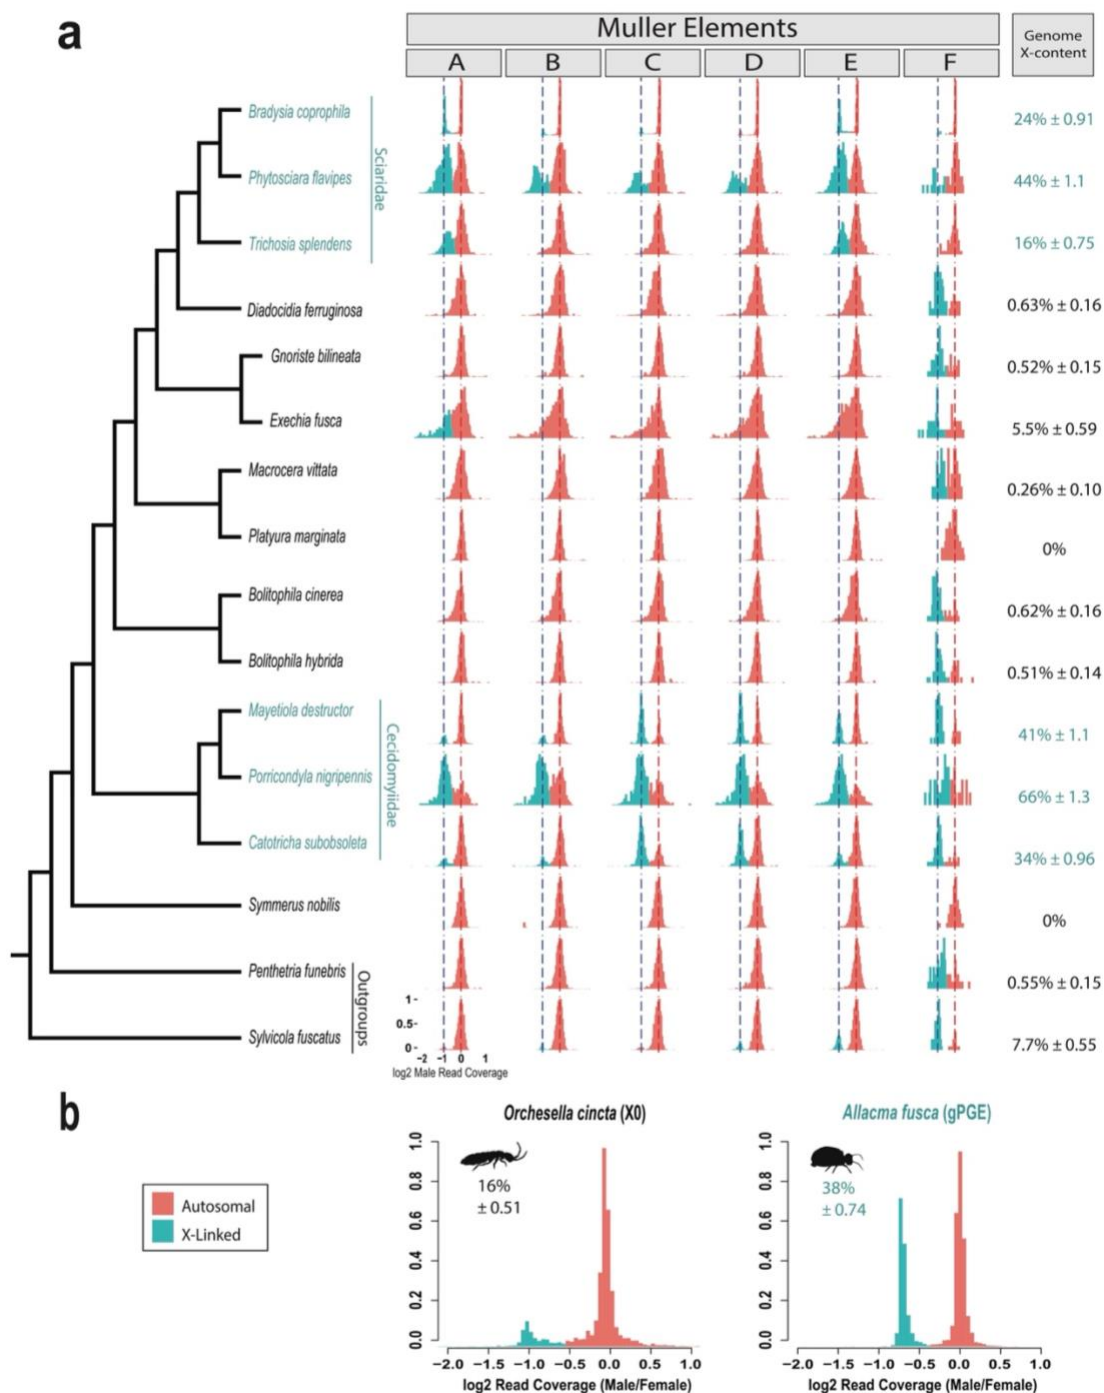 a
Muller Elements
Genome
X-content
A B C D E F
Bradysia coprophila
24% ± 0.91
Phytosciara flavipes
44% ± 1.1
Sciaridae
Trichosia splendens
16% ± 0.75
Diadocidia ferruginosa
0.63% ± 0.16
Gnoriste bilineata
0.52% ± 0.15
Exechia fusca
5.5% ± 0.59
Macrocera vittata
0.26% ± 0.10
Platyura marginata
0%
Bolitophila cinerea
0.62% ± 0.16
Bolitophila hybrida
0.51% ± 0.14
Mayetiola destructor
41% ± 1.1
Porricondyla nigripennis
66% ± 1.3
Cecidomyiidae
Catotricha subobsoleta
34% ± 0.96
Symmerus nobilis
0%
Penthetria funebris
0.55% ± 0.15
Outgroups
Sylvicola fuscatus
7.7% ± 0.55
1
0.5
0
-2 -1 0 1
log2 Male Read Coverage
b
Autosomal
X-Linked
Orchesella cincta (X0)
16%
± 0.51
1.0
0.8
0.6
0.4
0.2
0.0
-2.0 -1.5 -1.0 -0.5 0.0 0.5 1.0
log2 Read Coverage (Male/Female)
Allacma fusca (gPGE)
38%
± 0.74
1.0
0.8
0.6
0.4
0.2
0.0
-2.0 -1.5 -1.0 -0.5 0.0 0.5 1.0
log2 Read Coverage (Male/Female)